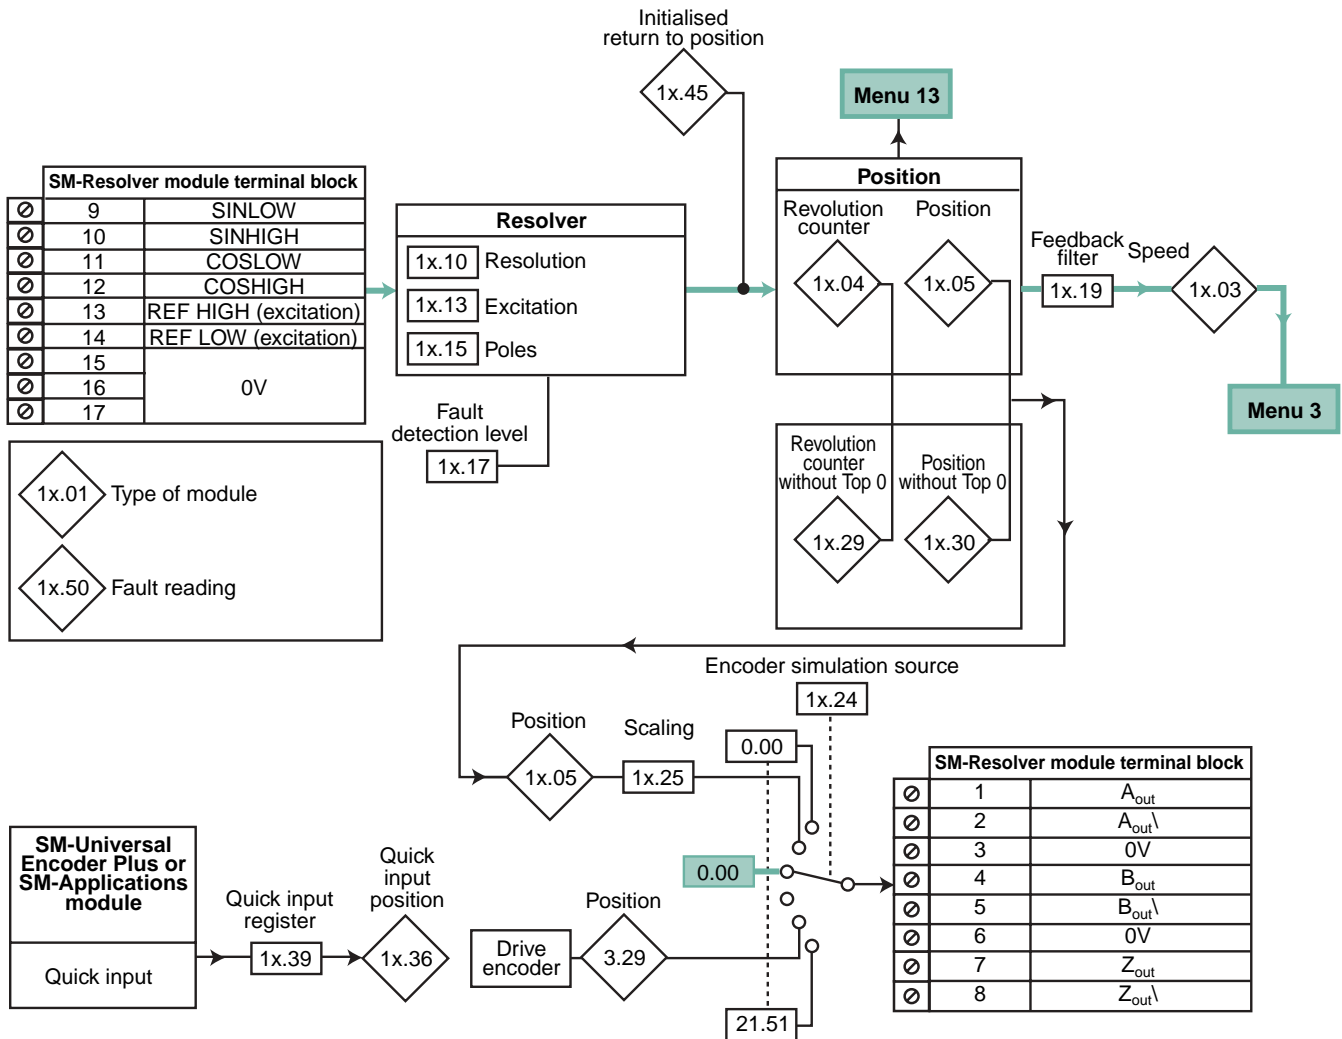 Initialised
return to position
1x.45
Menu 13
SM-Resolver module terminal block
9 SINLOW
10 SINHIGH
11 COSLOW
12 COSHIGH
13 REF HIGH (excitation)
14 REF LOW (excitation)
15
16 0V
17
Resolver
1x.10 Resolution
1x.13 Excitation
1x.15 Poles
Fault
detection level
1x.17
Position
Revolution
counter
1x.04
Position
1x.05
Feedback
filter
1x.19
Speed
1x.03
Menu 3
Revolution
counter
without Top 0
1x.29
Position
without Top 0
1x.30
1x.01 Type of module
1x.50 Fault reading
Encoder simulation source
1x.24
Position
1x.05
Scaling
1x.25
0.00
0.00
SM-Universal
Encoder Plus or
SM-Applications
module
Quick input
Quick input
register
1x.39
Quick
input
position
1x.36
Drive
encoder
Position
3.29
21.51
SM-Resolver module terminal block
1 Aout
2 Aout\
3 0V
4 Bout
5 Bout\
6 0V
7 Zout
8 Zout\